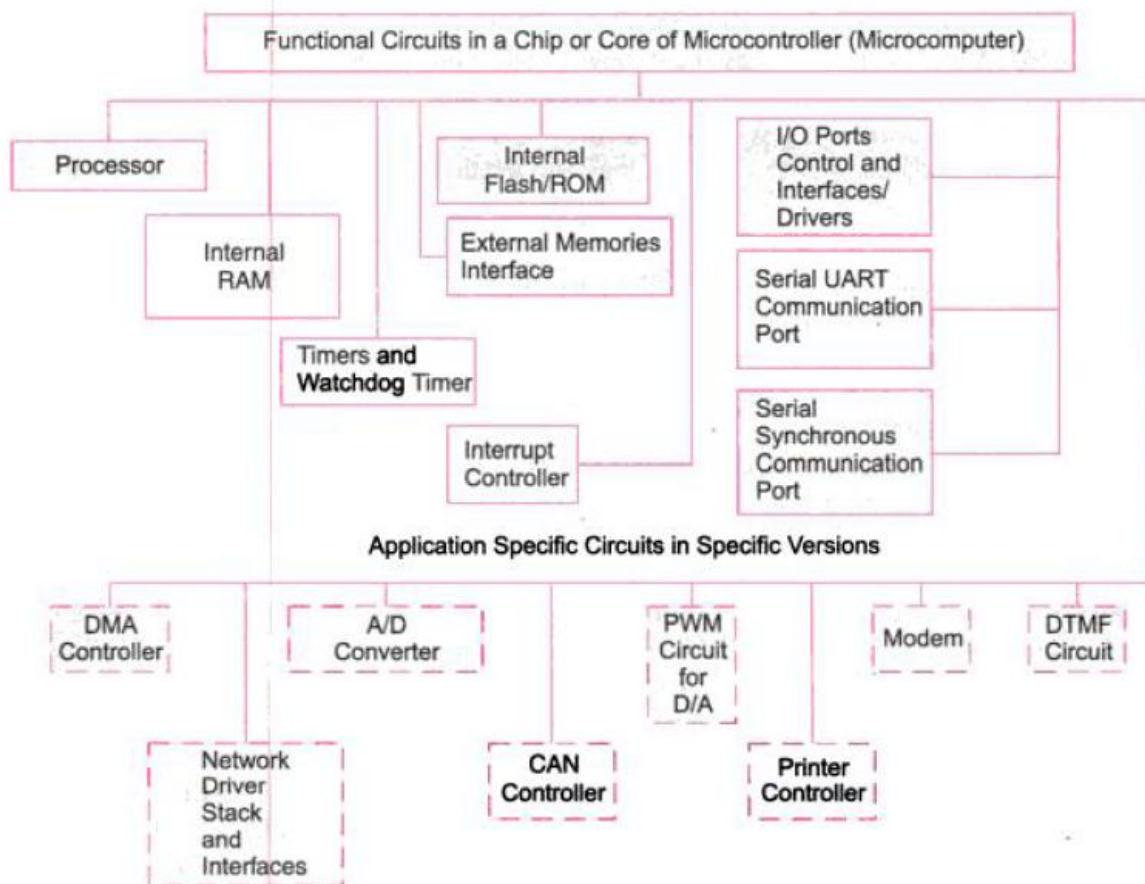 Functional Circuits in a Chip or Core of Microcontroller (Microcomputer)
Processor
Internal
RAM
Timers and
Watchdog Timer
Internal
Flash/ROM
External Memories
Interface
Interrupt
Controller
I/O Ports
Control and
Interfaces/
Drivers
Serial UART
Communication
Port
Serial
Synchronous
Communication
Port
Application Specific Circuits in Specific Versions
DMA
Controller
Network
Driver
Stack
and
Interfaces
A/D
Converter
CAN
Controller
PWM
Circuit
for
D/A
Printer
Controller
Modem
DTMF
Circuit